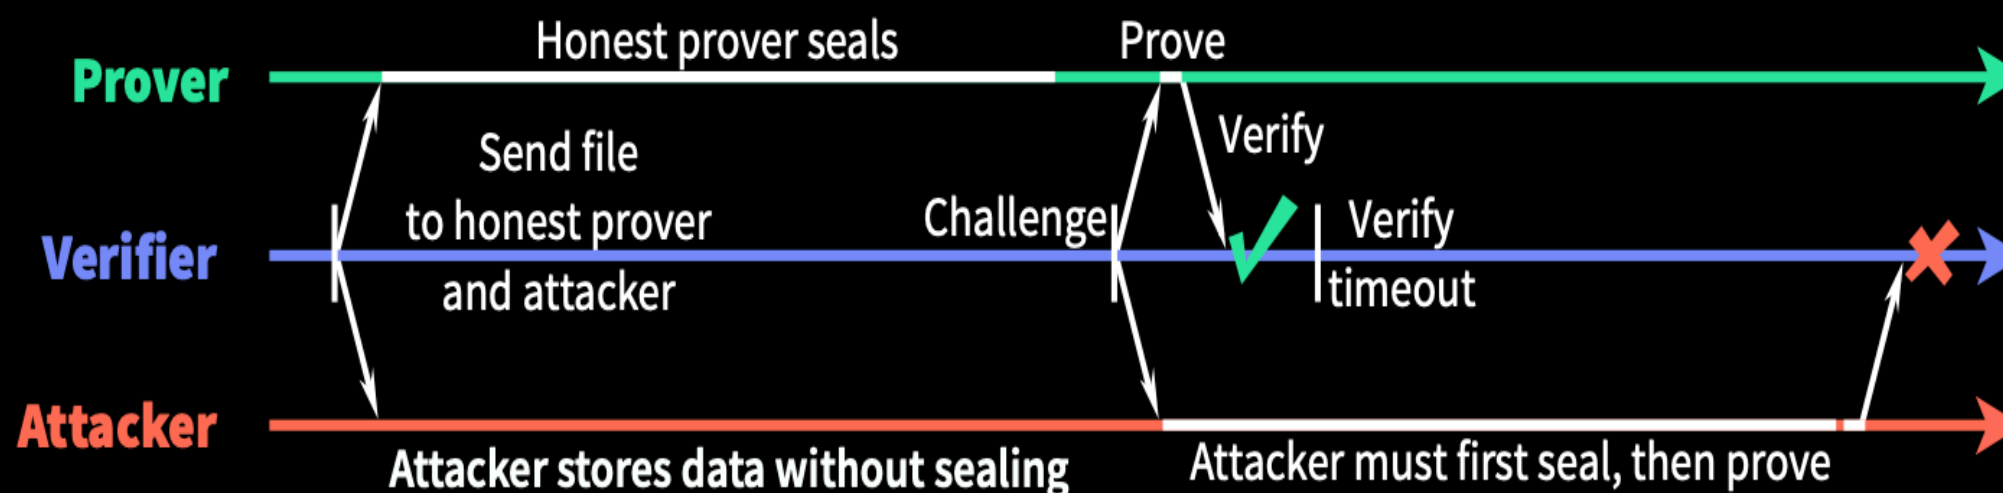 Honest prover seals
Prove
Prover
Send file
Verify
to honest prover
Challenge
Verify
Verifier
and attacker
timeout
Attacker
Attacker stores data without sealing
Attacker must first seal, then prove